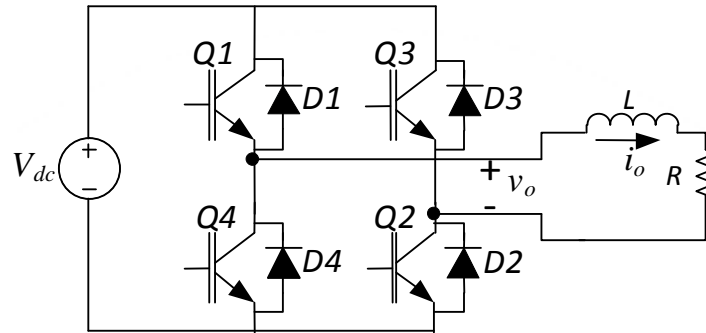 Q1
Q3
D1
D3
L
+
V_dc
−
+
v_o
-
i_o
R
Q4
Q2
D4
D2